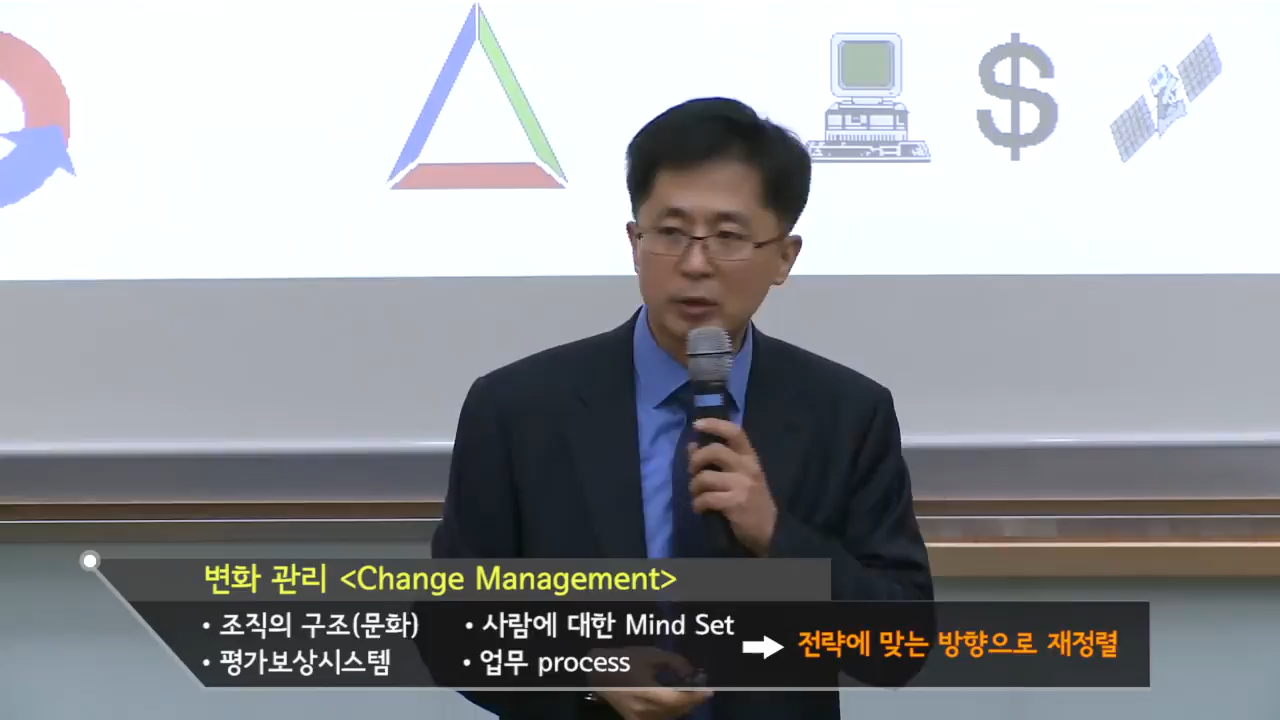 변화 관리 <Change Management>
• 조직의 구조(문화) • 사람에 대한 Mind Set
• 평가보상시스템 • 업무 process
전략에 맞는 방향으로 재정렬
$